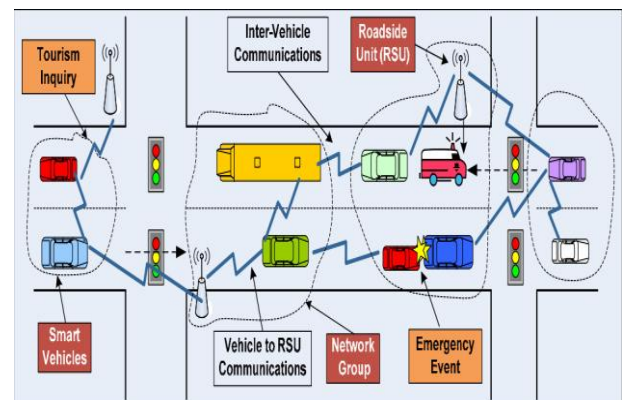 Tourism
Inquiry
Inter-Vehicle
Communications
Roadside
Unit (RSU)
Smart
Vehicles
Vehicle to RSU
Communications
Network
Group
Emergency
Event